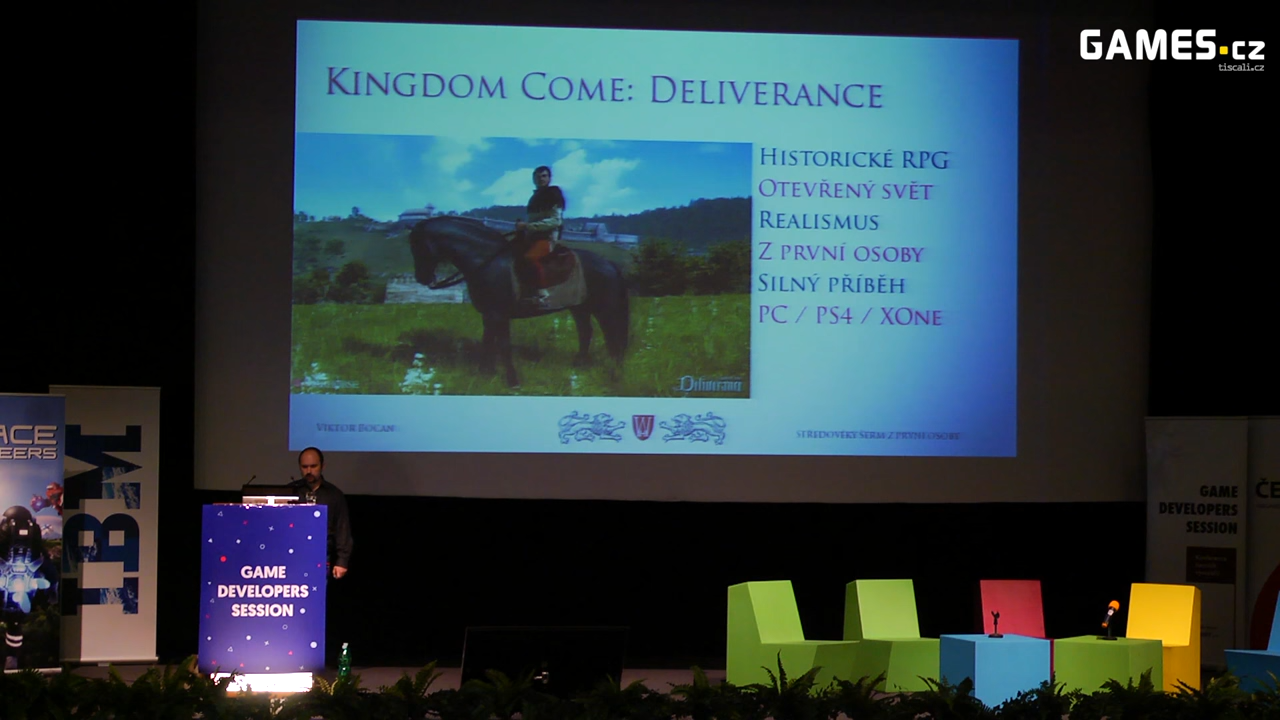 GAMES.cz
tiscali.cz
KINGDOM COME: DELIVERANCE
HISTORICKÉ RPG
OTEVŘENÝ SVĚT
REALISMUS
Z PRVNÍ OSOBY
SILNÝ PŘÍBĚH
PC / PS4 / XONE
Deliverance
VIKTOR BOCAN
W
STŘEDOVĚKÝ ŠERM Z PRVNÍ OSOBY
ACE
EERS
IBM
GAME
DEVELOPERS
SESSION
GAME
DEVELOPERS
SESSION
ČE